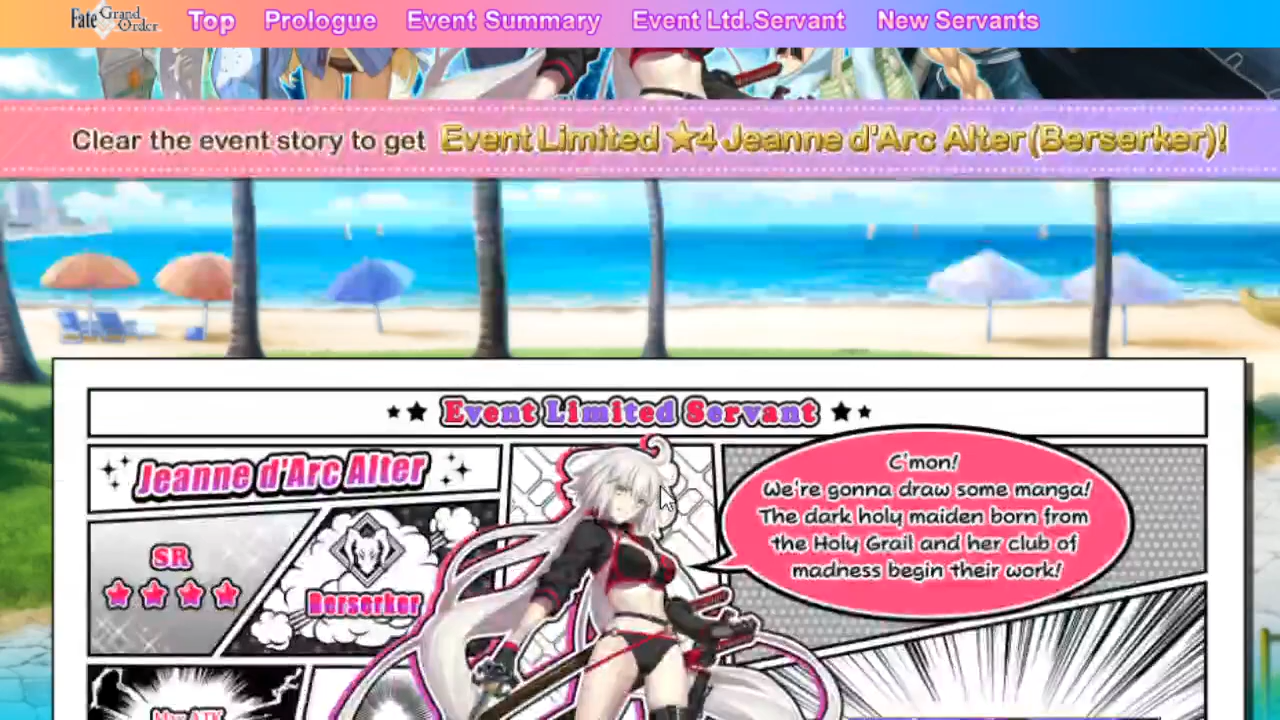 Fate Grand Order
Top Prologue Event Summary Event Ltd.Servant New Servants
Clear the event story to get Event Limited ★4 Jeanne d'Arc Alter(Berserker)!
★★ Event Limited Servant ★★
Jeanne d'Arc Alter
SR
★★★★
Berserker
C'mon!
We're gonna draw some manga!
The dark holy maiden born from
the Holy Grail and her club of
madness begin their work!
Max ATK